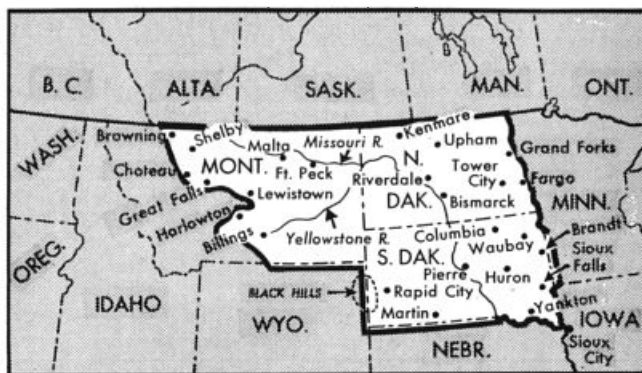 B. C.
ALTA.
SASK.
MAN.
ONT.
WASH.
Browning
Shelby
Malta
Missouri R.
Kenmare
Upham
Grand Forks
Choteau
MONT.
Ft. Peck
N.
DAK.
Riverdale
Tower
City
Fargo
Great Falls
Lewistown
Bismarck
MINN.
Harlowton
Billings
Yellowstone R.
Columbia
Waubay
Brandt
OREG.
S. DAK.
Pierre
Huron
Sioux
Falls
IDAHO
BLACK HILLS
Rapid City
WYO.
Martin
Yankton
IOWA
NEBR.
Sioux
City